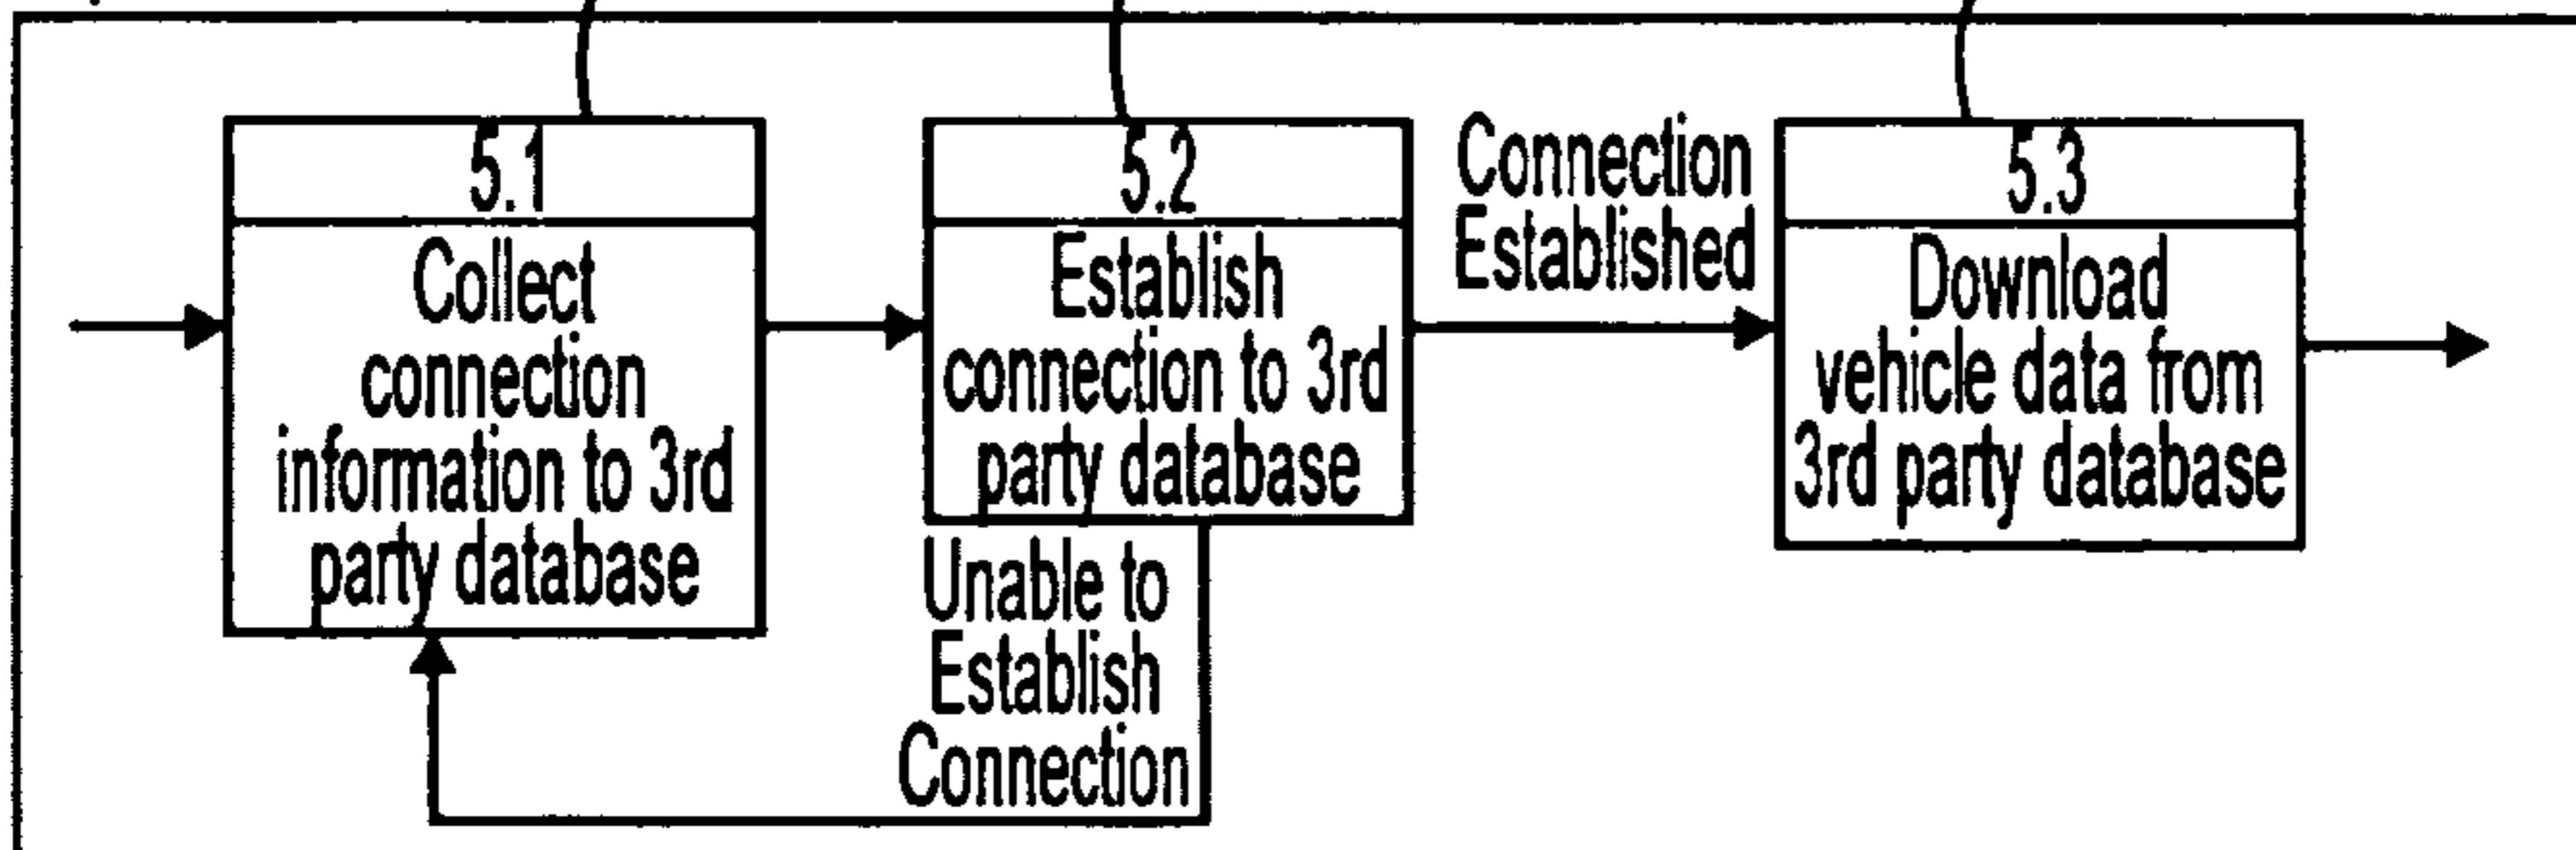 5.1
Collect
connection
information to 3rd
party database
5.2
Establish
connection to 3rd
party database
Connection
Established
Unable to
Establish
Connection
5.3
Download
vehicle data from
3rd party database